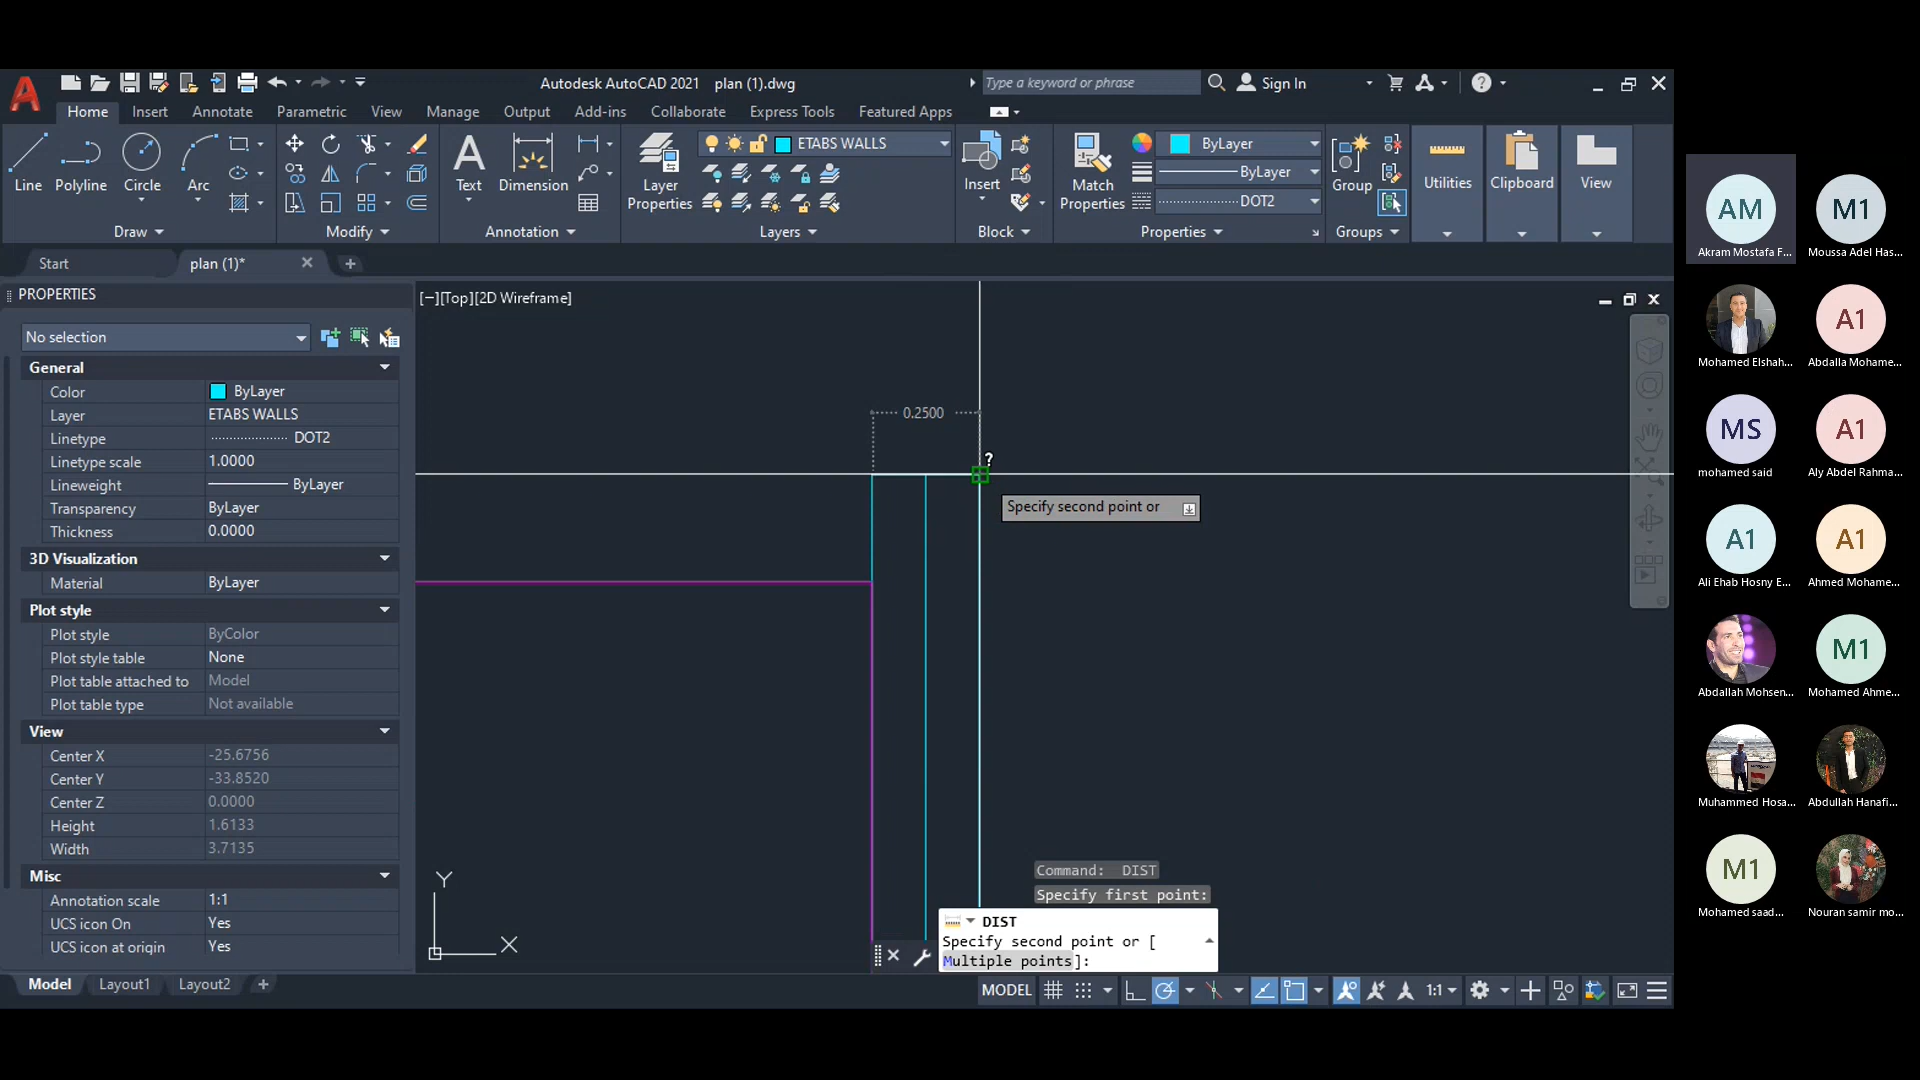 Autodesk AutoCAD 2021 plan (1).dwg
Type a keyword or phrase
Sign In
Home Insert Annotate Parametric View Manage Output Add-ins Collaborate Express Tools Featured Apps
Line Polyline Circle Arc
Text Dimension
Layer Properties
ETABS WALLS
Insert
Match Properties
ByLayer
ByLayer
DOT2
Group
Utilities
Clipboard
View
Draw Modify Annotation Layers Block Properties Groups
Start plan (1)*
PROPERTIES
[−][Top][2D Wireframe]
No selection
General
Color ByLayer
Layer ETABS WALLS
Linetype DOT2
Linetype scale 1.0000
Lineweight ByLayer
Transparency ByLayer
Thickness 0.0000
3D Visualization
Material ByLayer
Plot style
Plot style ByColor
Plot style table None
Plot table attached to Model
Plot table type Not available
View
Center X -25.6756
Center Y -33.8520
Center Z 0.0000
Height 1.6133
Width 3.7135
Misc
Annotation scale 1:1
UCS icon On Yes
UCS icon at origin Yes
0.2500
?
Specify second point or
Y
X
Command: DIST
Specify first point:
DIST
Specify second point or [
Multiple points]:
Model Layout1 Layout2
MODEL 1:1
AM M1
Akram Mostafa F... Moussa Adel Has...
A1
Mohamed Elshah... Abdalla Mohame...
MS A1
mohamed said Aly Abdel Rahma...
A1 A1
Ali Ehab Hosny E... Ahmed Mohame...
M1
Abdallah Mohsen... Mohamed Ahme...
Muhammed Hosa... Abdullah Hanafi...
M1
Mohamed saad... Nouran samir mo...